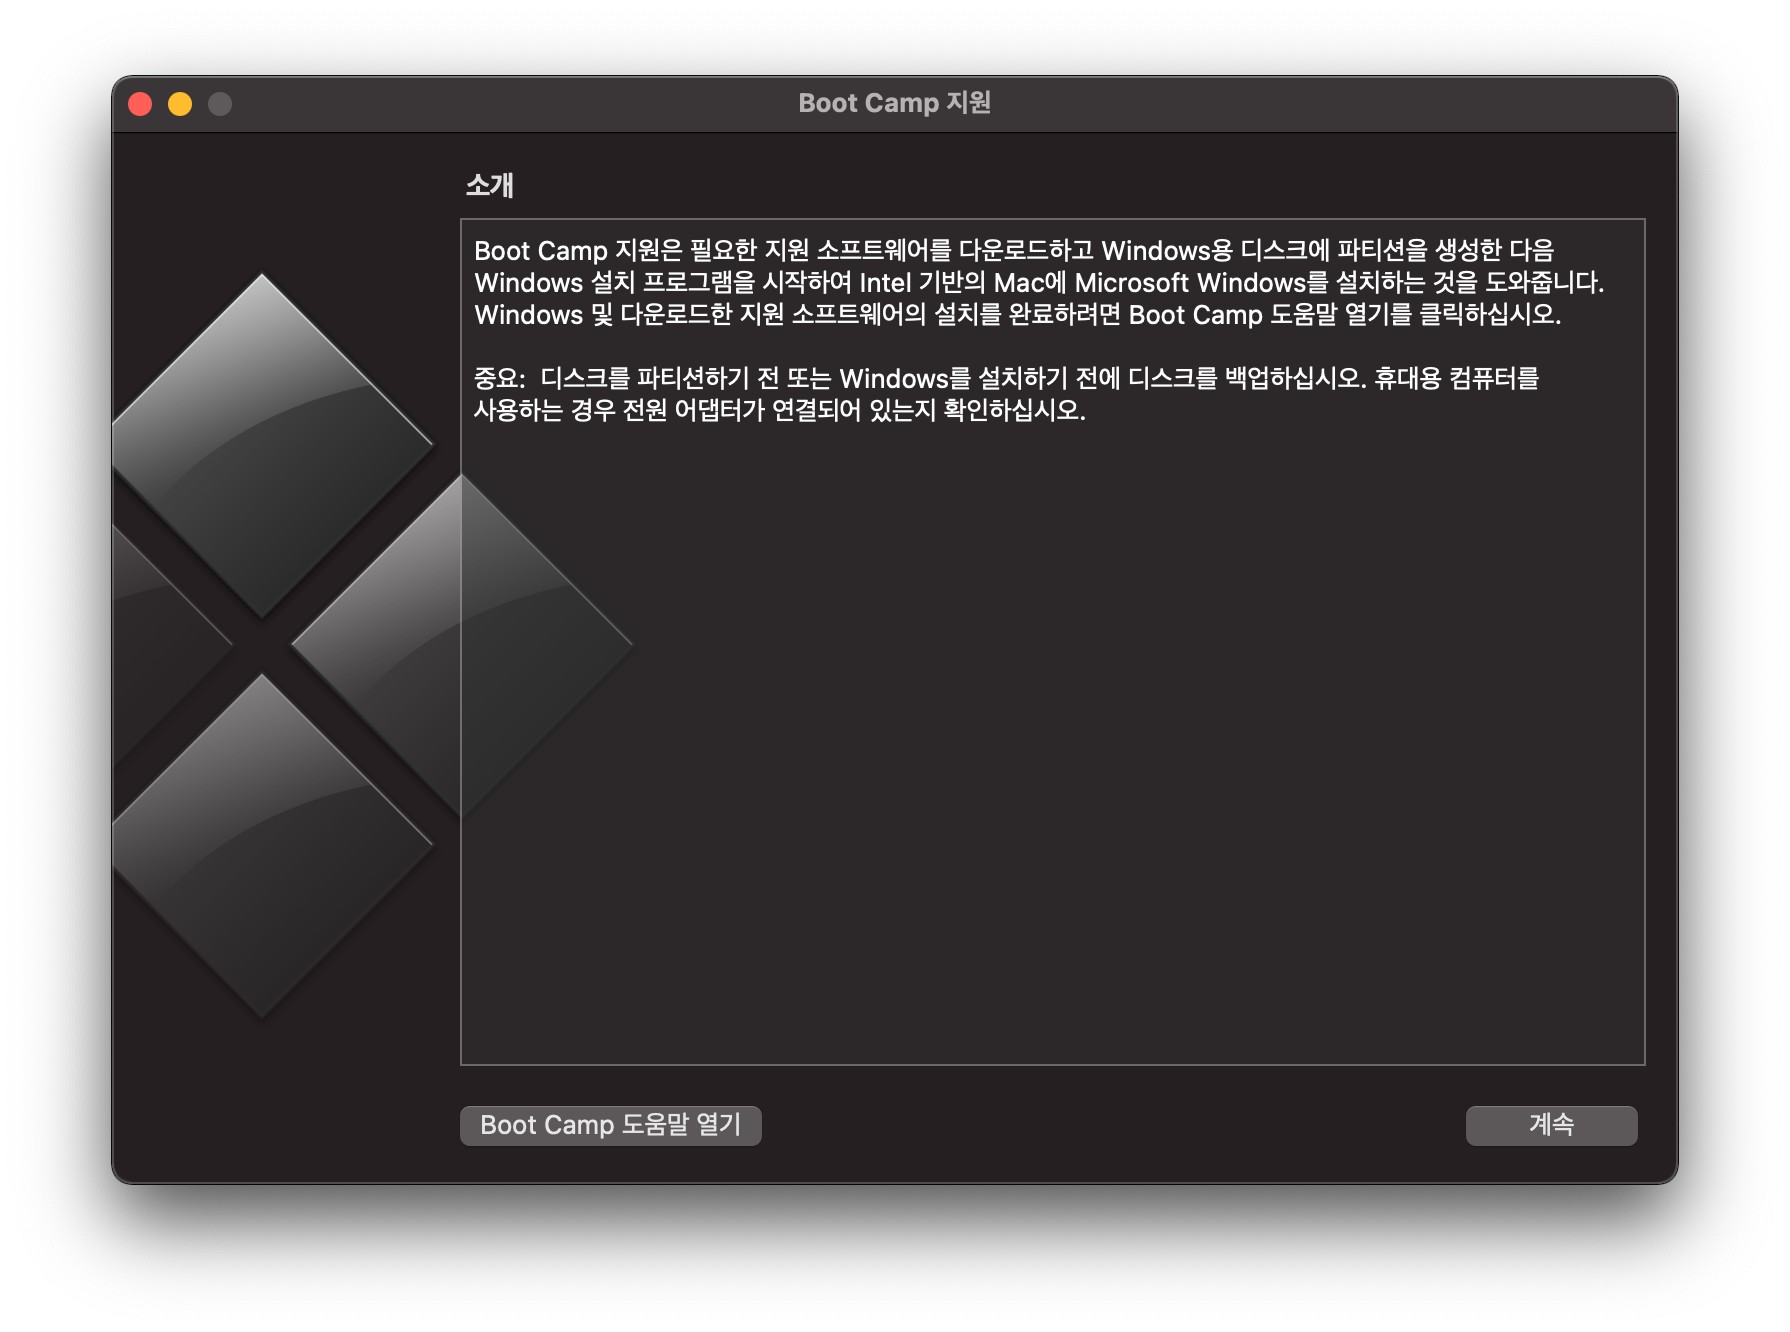 Boot Camp 지원
소개
Boot Camp 지원은 필요한 지원 소프트웨어를 다운로드하고 Windows용 디스크에 파티션을 생성한 다음
Windows 설치 프로그램을 시작하여 Intel 기반의 Mac에 Microsoft Windows를 설치하는 것을 도와줍니다.
Windows 및 다운로드한 지원 소프트웨어의 설치를 완료하려면 Boot Camp 도움말 열기를 클릭하십시오.
중요:  디스크를 파티션하기 전 또는 Windows를 설치하기 전에 디스크를 백업하십시오. 휴대용 컴퓨터를
사용하는 경우 전원 어댑터가 연결되어 있는지 확인하십시오.
Boot Camp 도움말 열기
계속